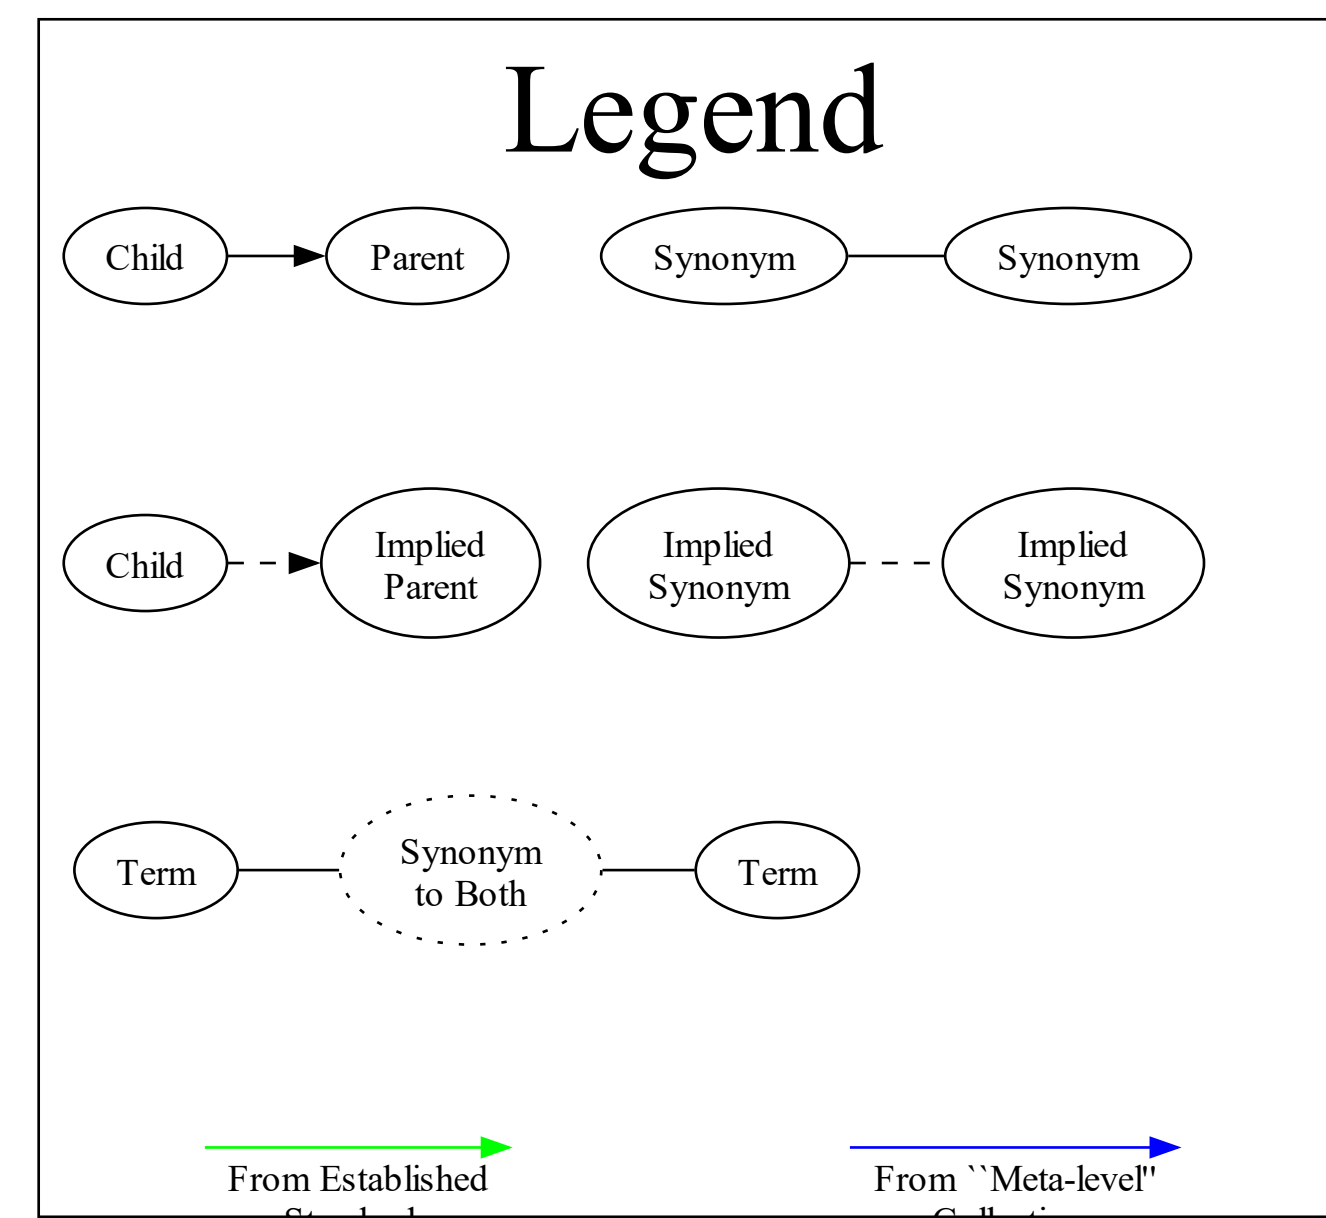 Legend
Child
Parent
Synonym
Synonym
Child
Implied
Parent
Implied
Synonym
Implied
Synonym
Term
Synonym
to Both
Term
From Established
From ``Meta-level"